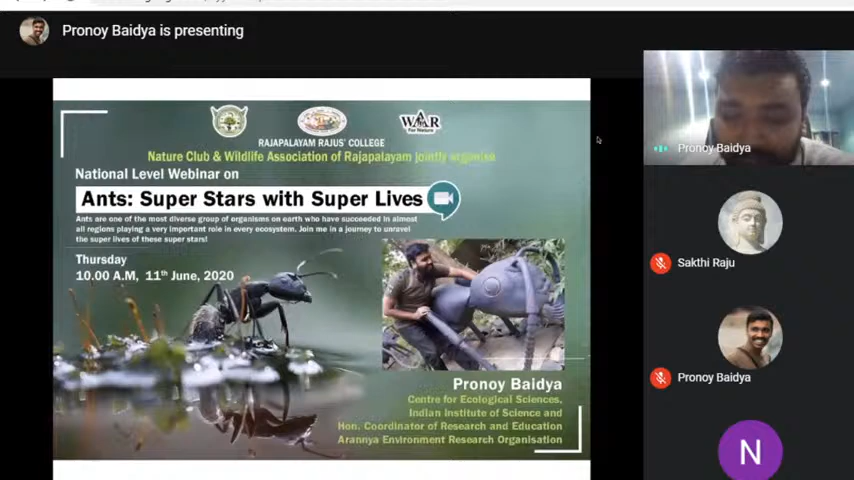 Pronoy Baidya is presenting
WAR
For Nature
RAJAPALAYAM RAJUS' COLLEGE
Nature Club & Wildlife Association of Rajapalayam jointly organise
National Level Webinar on
Ants: Super Stars with Super Lives
Ants are one of the most diverse group of organisms on earth who have succeeded in almost
all regions playing a very important role in every ecosystem. Join me in a journey to unravel
the super lives of these super stars!
Thursday
10.00 A.M, 11th June, 2020
Pronoy Baidya
Centre for Ecological Sciences,
Indian Institute of Science and
Hon. Coordinator of Research and Education
Arannya Environment Research Organisation
Pronoy Baidya
Sakthi Raju
Pronoy Baidya
N